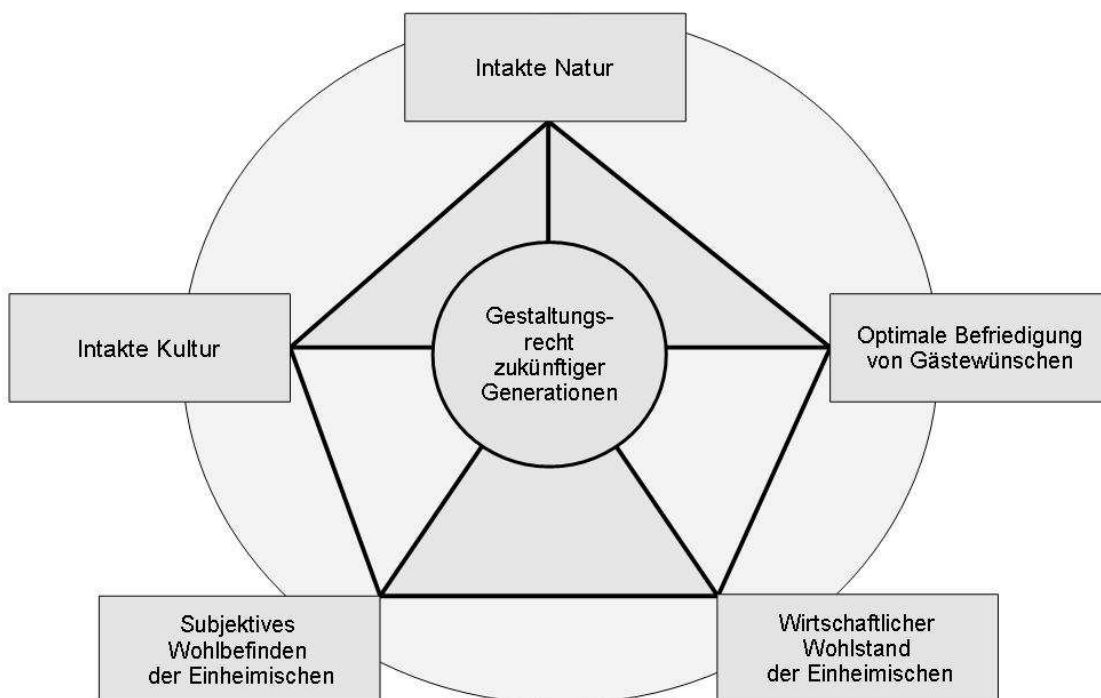 Intakte Natur
Intakte Kultur
Gestaltungs-
recht
zukünftiger
Generationen
Optimale Befriedigung
von Gästewünschen
Subjektives
Wohlbefinden
der Einheimischen
Wirtschaftlicher
Wohlstand
der Einheimischen